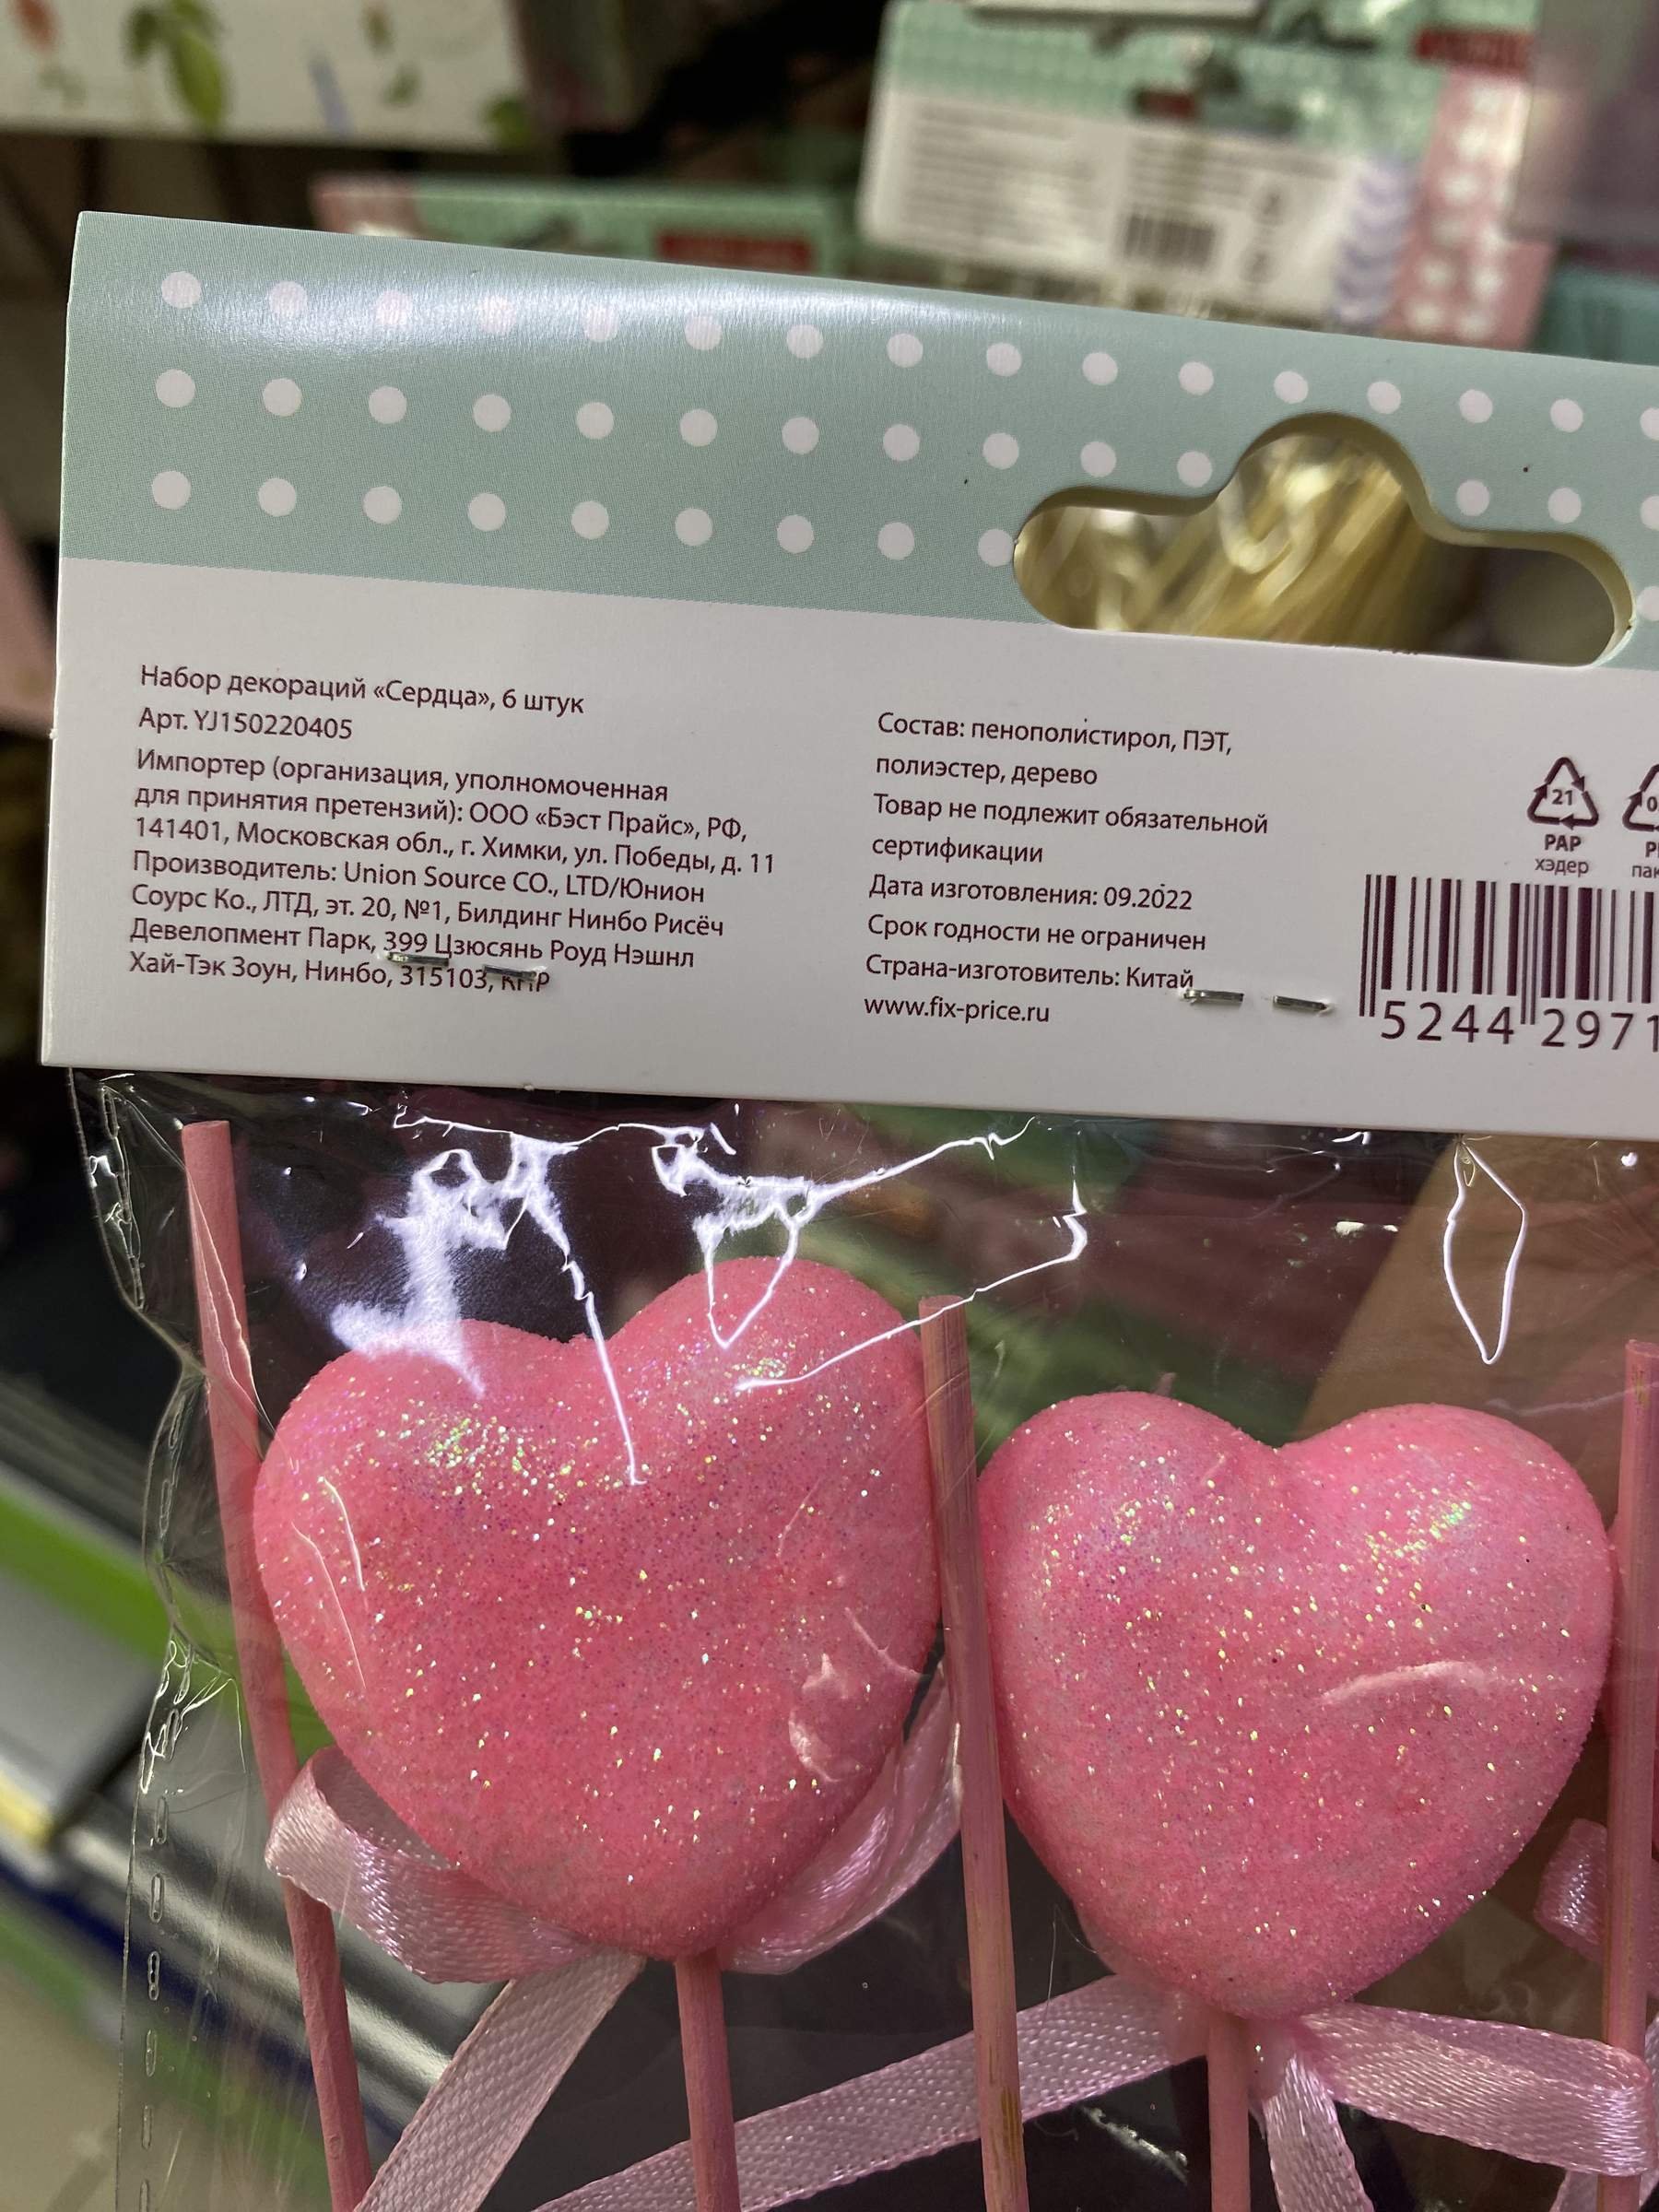 Набор декораций «Сердца», 6 штук
Арт. YJ150220405
Импортер (организация, уполномоченная
для принятия претензий): ООО «Бэст Прайс», РФ,
141401, Московская обл., г. Химки, ул. Победы, д. 11
Производитель: Union Source CO., LTD/Юнион
Соурс Ко., ЛТД, эт. 20, №1, Билдинг Нинбо Рисёч
Девелопмент Парк, 399 Цзюсянь Роуд Нэшнл
Хай-Тэк Зоун, Нинбо, 315103, КНР
Состав: пенополистирол, ПЭТ,
полиэстер, дерево
Товар не подлежит обязательной
сертификации
Дата изготовления: 09.2022
Срок годности не ограничен
Страна-изготовитель: Китай
www.fix-price.ru
21
PAP
хэдер
5244 2971